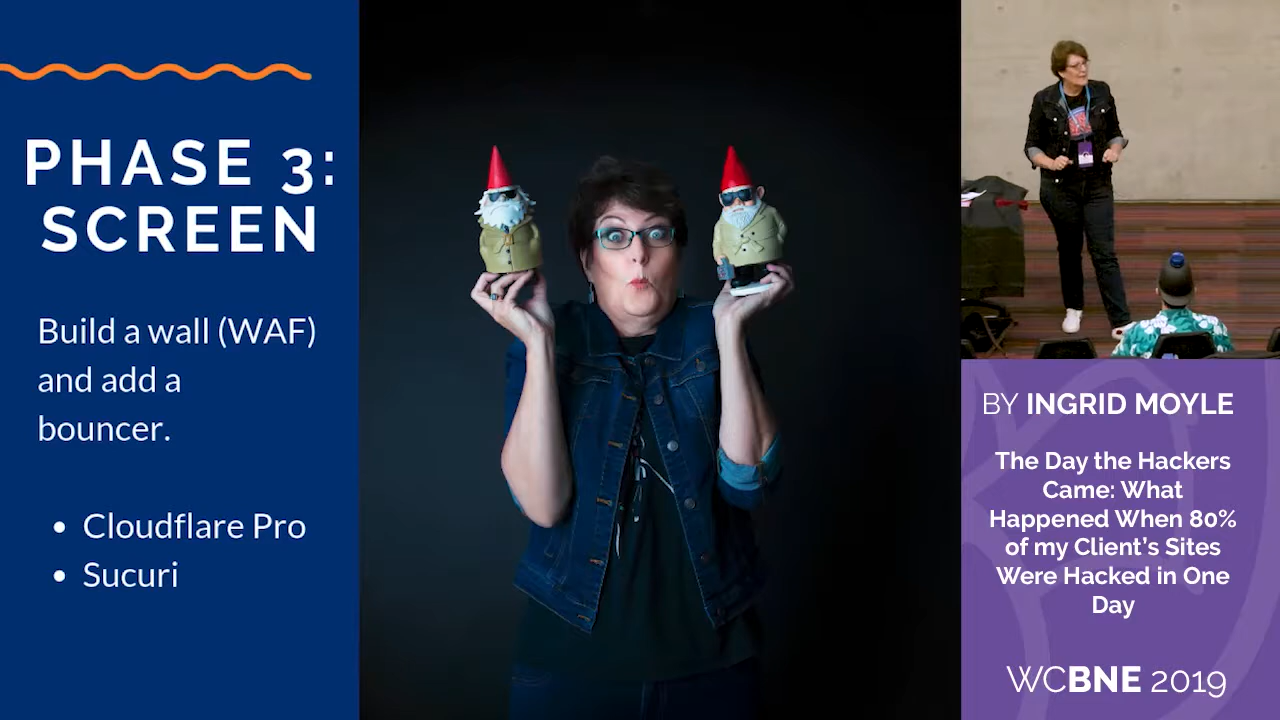 PHASE 3:
SCREEN
Build a wall (WAF)
and add a
bouncer.
• Cloudflare Pro
• Sucuri
BY INGRID MOYLE
The Day the Hackers
Came: What
Happened When 80%
of my Client’s Sites
Were Hacked in One
Day
WCBNE 2019